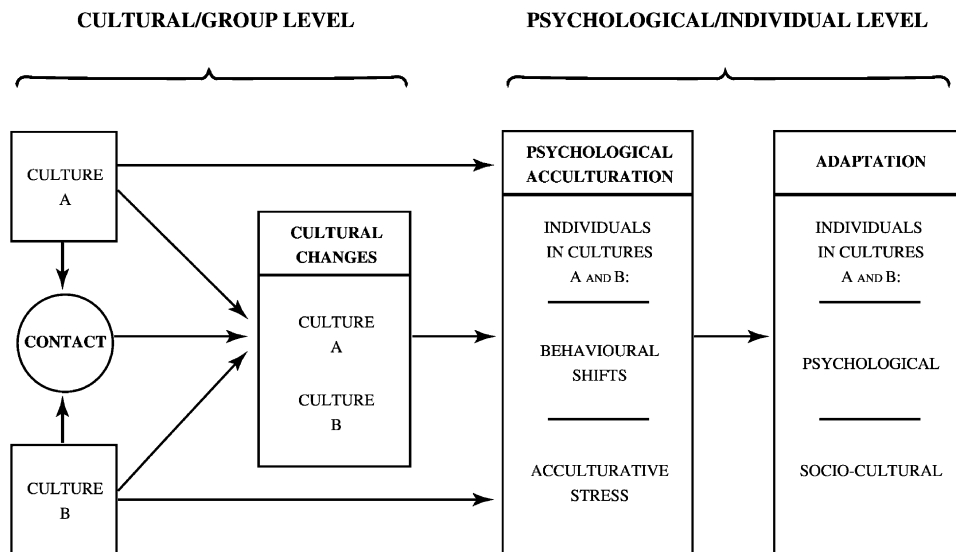 CULTURAL/GROUP LEVEL
PSYCHOLOGICAL/INDIVIDUAL LEVEL
CULTURE
A
CONTACT
CULTURE
B
CULTURAL
CHANGES
CULTURE
A
CULTURE
B
PSYCHOLOGICAL
ACCULTURATION
INDIVIDUALS
IN CULTURES
A AND B:
BEHAVIOURAL
SHIFTS
ACCULTURATIVE
STRESS
ADAPTATION
INDIVIDUALS
IN CULTURES
A AND B:
PSYCHOLOGICAL
SOCIO-CULTURAL